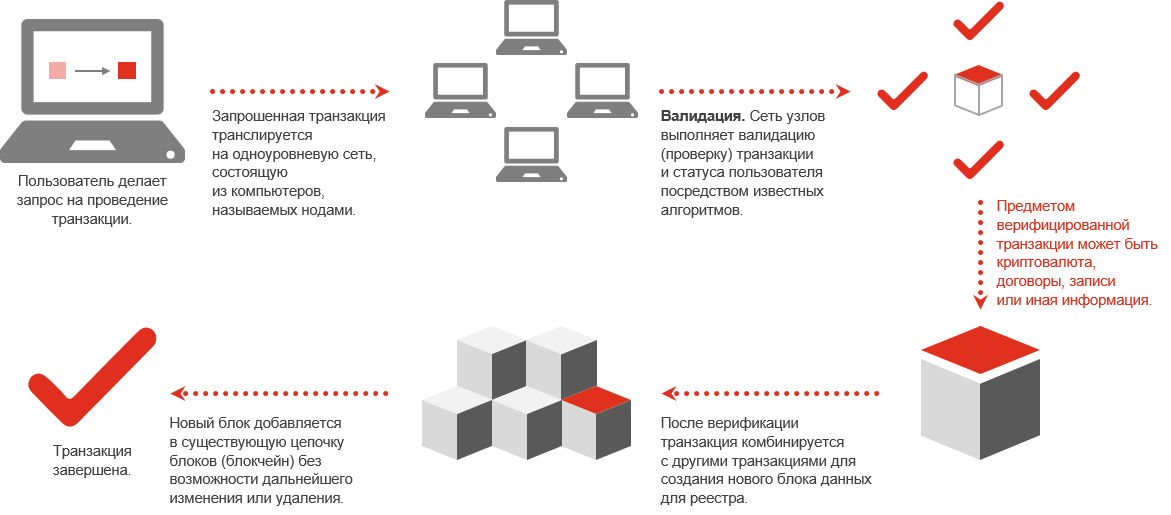 Пользователь делает
запрос на проведение
транзакции.
Запрошенная транзакция
транслируется
на одноуровневую сеть,
состоящую
из компьютеров,
называемых нодами.
Валидация. Сеть узлов
выполняет валидацию
(проверку) транзакции
и статуса пользователя
посредством известных
алгоритмов.
Предметом
верифицированной
транзакции может быть
криптовалюта,
договоры, записи
или иная информация.
После верификации
транзакция комбинируется
с другими транзакциями для
создания нового блока данных
для реестра.
Новый блок добавляется
в существующую цепочку
блоков (блокчейн) без
возможности дальнейшего
изменения или удаления.
Транзакция
завершена.